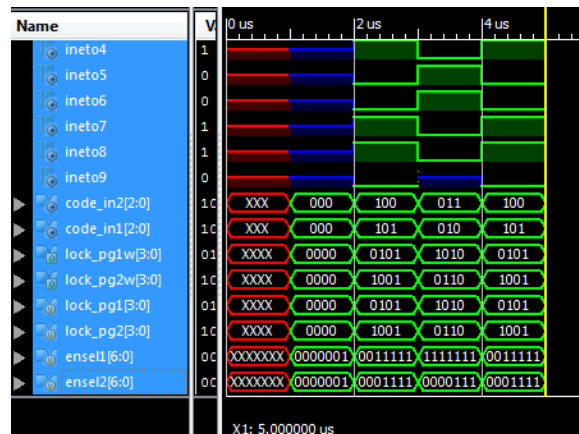 Name V 0 us 2 us 4 us
ineto4 1
ineto5 0
ineto6 0
ineto7 1
ineto8 1
ineto9 0
code_in2[2:0] 10 XXX 000 100 011 100
code_in1[2:0] 10 XXX 000 101 010 101
lock_pg1w[3:0] 01 XXXX 0000 0101 1010 0101
lock_pg2w[3:0] 10 XXXX 0000 1001 0110 1001
lock_pg1[3:0] 01 XXXX 0000 0101 1010 0101
lock_pg2[3:0] 10 XXXX 0000 1001 0110 1001
ensel1[6:0] 00 XXXXXXX 0000001 0011111 1111111 0011111
ensel2[6:0] 00 XXXXXXX 0000001 0001111 0000111 0001111
X1: 5.000000 us